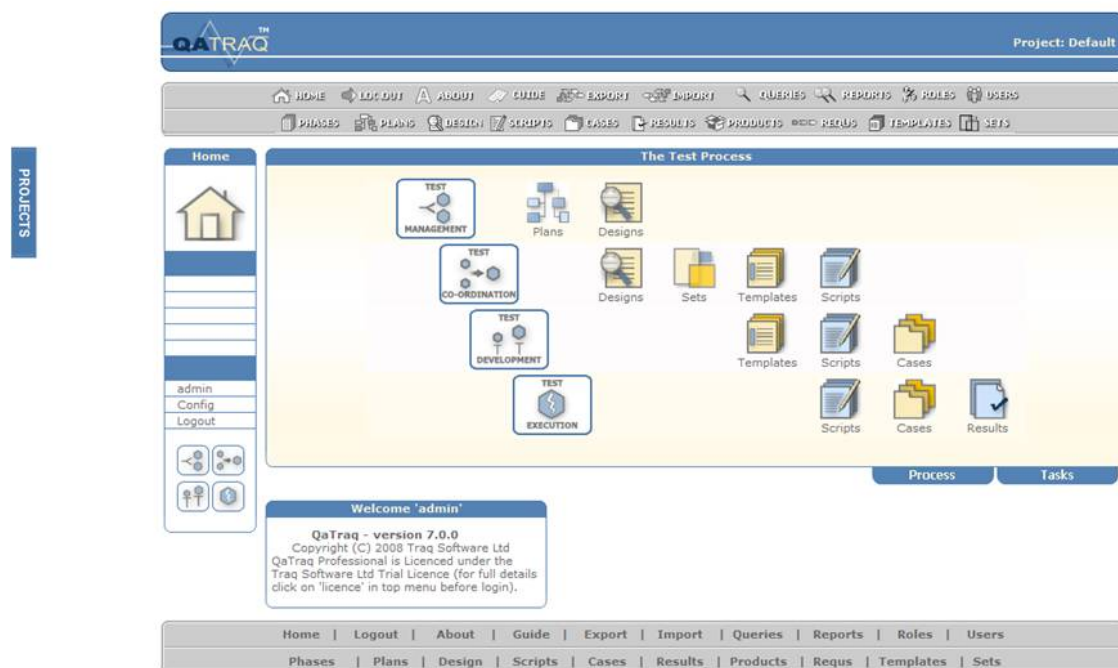 QATRAQ™
Project: Default
HOME LOGOUT ABOUT GUIDE EXPORT IMPORT QUERIES REPORTS ROLES USERS
PHASES PLANS DESIGN SCRIPTS CASES RESULTS PRODUCTS REQUS TEMPLATES SETS
PROJECTS
Home
The Test Process
TEST MANAGEMENT
Plans Designs
TEST CO-ORDINATION
Designs Sets Templates Scripts
TEST DEVELOPMENT
Templates Scripts Cases
TEST EXECUTION
Scripts Cases Results
admin
Config
Logout
Process Tasks
Welcome 'admin'
QaTraq - version 7.0.0
Copyright (C) 2008 Traq Software Ltd
QaTraq Professional is Licenced under the
Traq Software Ltd Trial Licence (for full details
click on 'licence' in top menu before login).
Home | Logout | About | Guide | Export | Import | Queries | Reports | Roles | Users
Phases | Plans | Design | Scripts | Cases | Results | Products | Requs | Templates | Sets